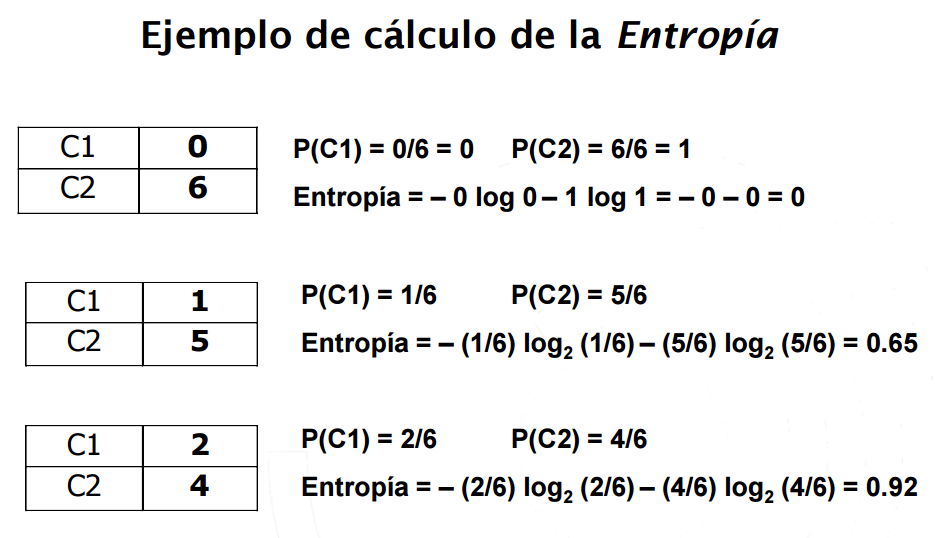 Ejemplo de cálculo de la Entropía
C1 0
C2 6
P(C1) = 0/6 = 0 P(C2) = 6/6 = 1
Entropía = – 0 log 0 – 1 log 1 = – 0 – 0 = 0
C1 1
C2 5
P(C1) = 1/6 P(C2) = 5/6
Entropía = – (1/6) log₂ (1/6) – (5/6) log₂ (5/6) = 0.65
C1 2
C2 4
P(C1) = 2/6 P(C2) = 4/6
Entropía = – (2/6) log₂ (2/6) – (4/6) log₂ (4/6) = 0.92